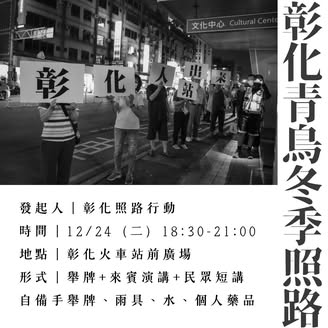 彰化青鳥冬季照路
文化中心 Cultural Cent
彰化人出站來
發起人｜彰化照路行動
時間｜12/24 (二) 18:30-21:00
地點｜彰化火車站前廣場
形式｜舉牌+來賓演講+民眾短講
自備手舉牌、雨具、水、個人藥品